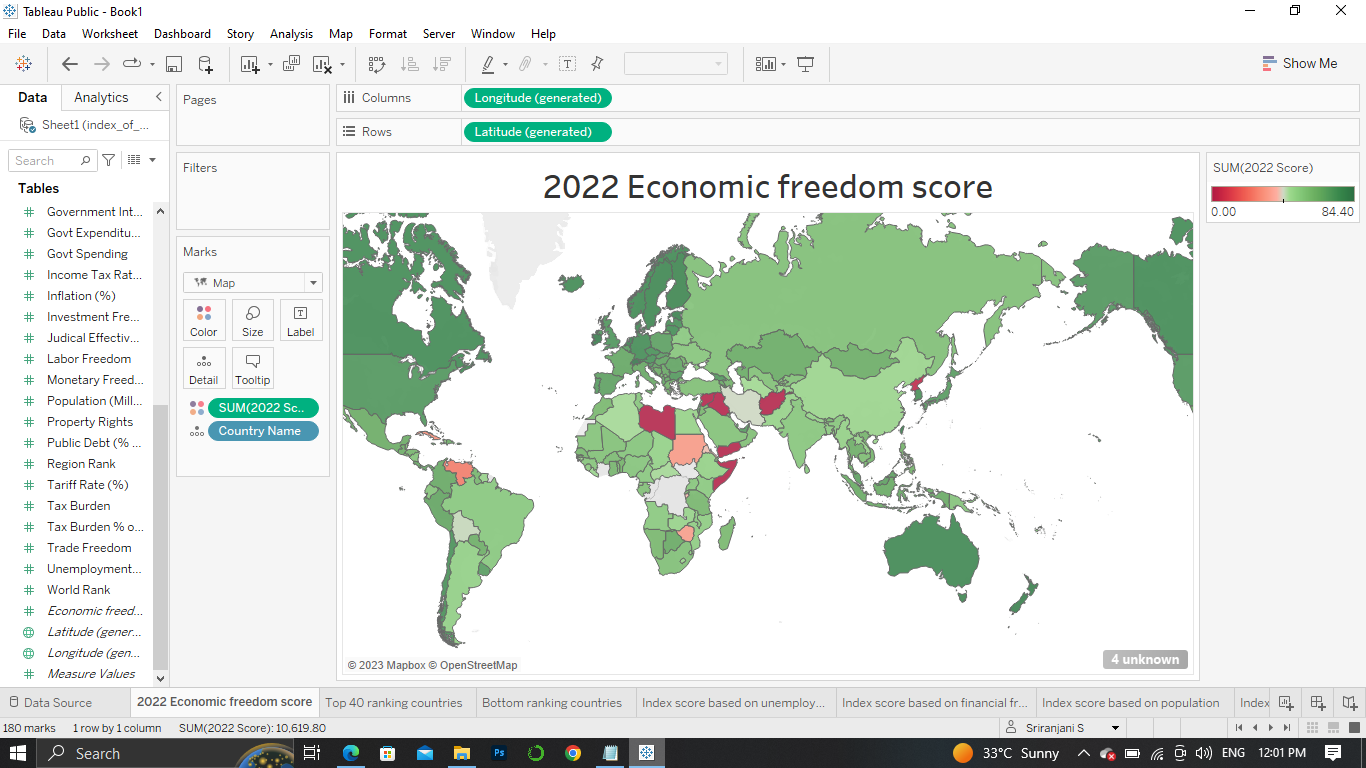 Tableau Public - Book1
File Data Worksheet Dashboard Story Analysis Map Format Server Window Help
Show Me
Data Analytics
Sheet1 (index_of_...
Search
Tables
Government Int...
Govt Expenditu...
Govt Spending
Income Tax Rat...
Inflation (%)
Investment Fre...
Judical Effectiv...
Labor Freedom
Monetary Freed...
Population (Mill...
Property Rights
Public Debt (% ...
Region Rank
Tariff Rate (%)
Tax Burden
Tax Burden % o...
Trade Freedom
Unemployment...
World Rank
Economic freed...
Latitude (gener...
Longitude (gen...
Measure Values
Pages
Filters
Marks
Map
Color Size Label
Detail Tooltip
SUM(2022 Sc..
Country Name
Columns Longitude (generated)
Rows Latitude (generated)
2022 Economic freedom score
© 2023 Mapbox © OpenStreetMap
4 unknown
SUM(2022 Score)
0.00 84.40
Data Source 2022 Economic freedom score Top 40 ranking countries Bottom ranking countries Index score based on unemploy... Index score based on financial fr... Index score based on population Index
180 marks 1 row by 1 column SUM(2022 Score): 10,619.80 Sriranjani S
Search Ps 33°C Sunny ENG 12:01 PM